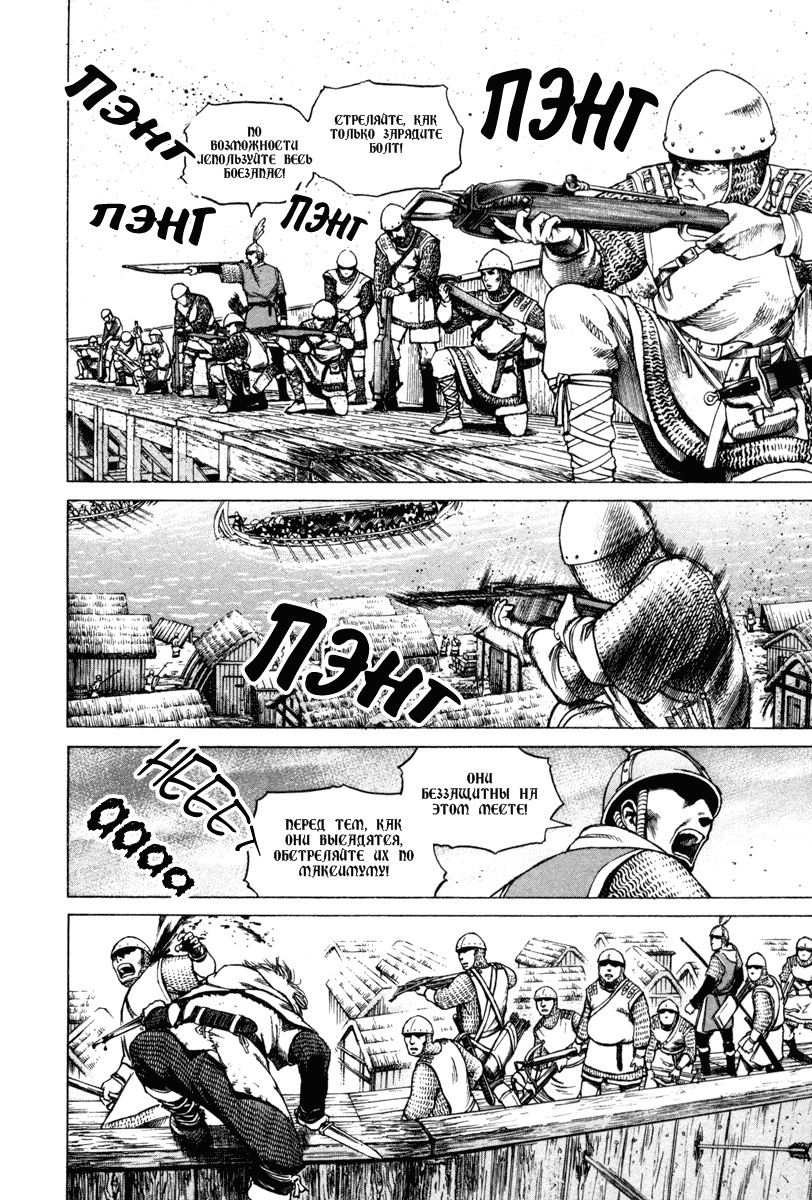 ПЭНГ
СТРЕЛЯЙТЕ, КАК
ТОЛЬКО ЗАРЯДИТЕ
БОЛТ!
ПО
ВОЗМОЖНОСТИ
ИСПОЛЬЗУЙТЕ ВЕСЬ
БОЕЗАПАС!
ПЭНГ
ПЭНГ
ПЭНГ
ПЭНГ
ОНИ
БЕЗЗАЩИТНЫ НА
ЭТОМ МЕСТЕ!
ПЕРЕД ТЕМ, КАК
ОНИ ВЫСАДЯТСЯ,
ОБСТРЕЛЯЙТЕ ИХ ПО
МАКСИМУМУ!
НЕЕЕТ
АААА